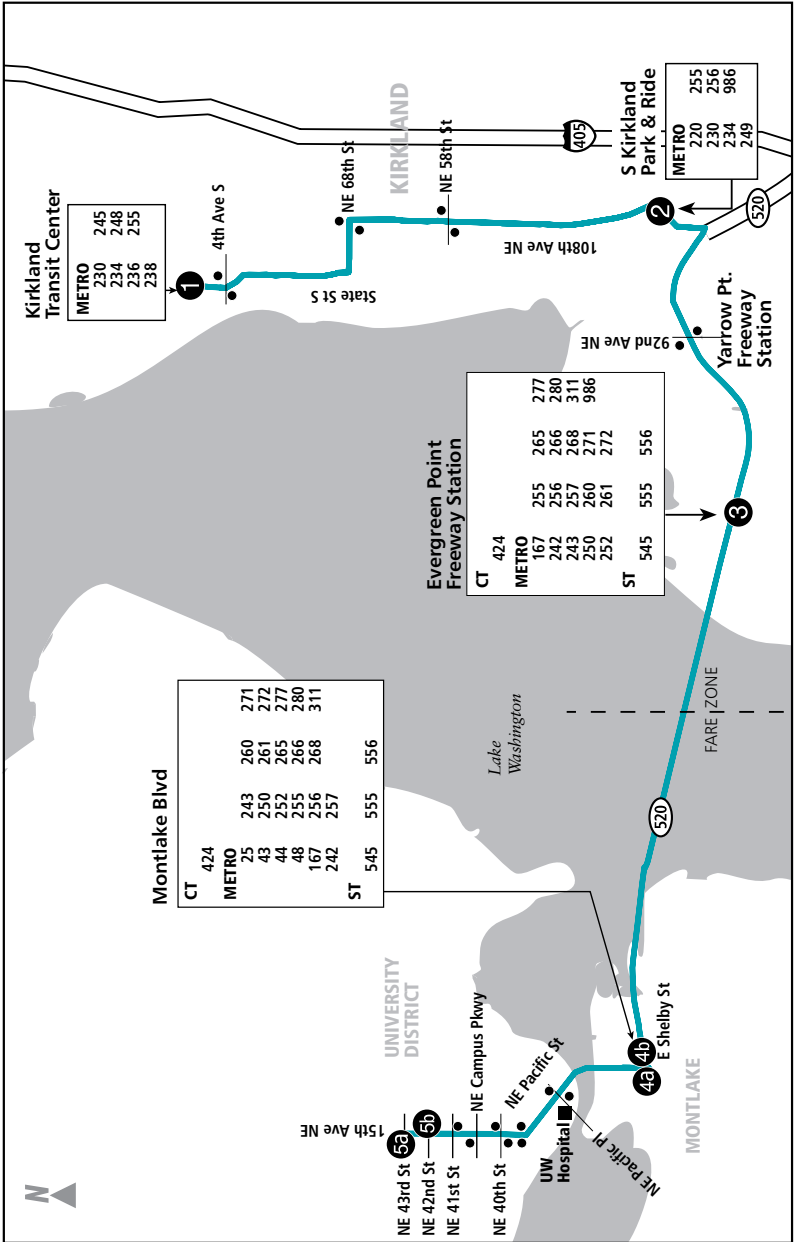 N
15th Ave NE
NE 43rd St
NE 42nd St
NE 41st St
NE 40th St
5a
5b
UNIVERSITY
DISTRICT
NE Campus Pkwy
NE Pacific St
UW
Hospital
NE Pacific Pl
4a
4b
E Shelby St
MONTLAKE
Montlake Blvd
CT
424
METRO
25 243 260 271
43 250 261 272
44 252 265 277
48 255 266 280
167 256 268 311
242 257
ST
545 555 556
Lake
Washington
520
FARE ZONE
Evergreen Point
Freeway Station
CT
424
METRO
167 255 265 277
242 256 266 280
243 257 268 311
250 260 271 986
252 261 272
ST
545 555 556
3
92nd Ave NE
Yarrow Pt.
Freeway
Station
Kirkland
Transit Center
METRO
230 245
234 248
236 255
238
1
4th Ave S
State St S
NE 68th St
KIRKLAND
NE 58th St
108th Ave NE
405
2
S Kirkland
Park & Ride
METRO
220 255
230 256
234 986
249
520